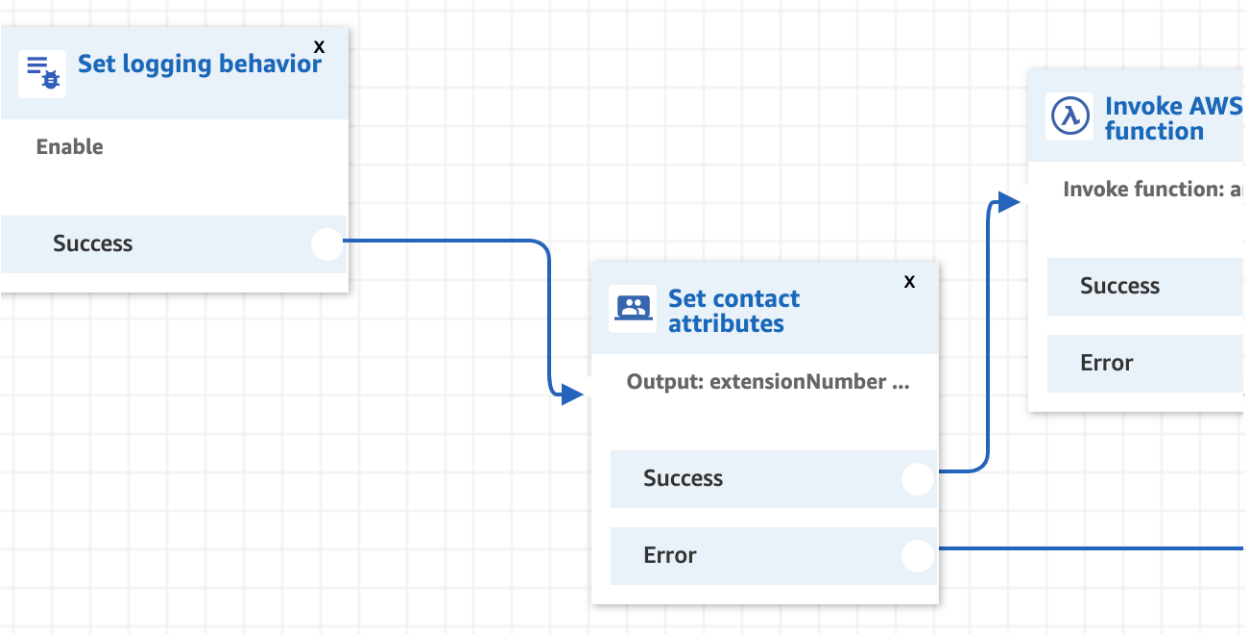 X
Set logging behavior
Enable
Success
X
Set contact
attributes
Output: extensionNumber ...
Success
Error
Invoke AWS
function
Invoke function:
Success
Error